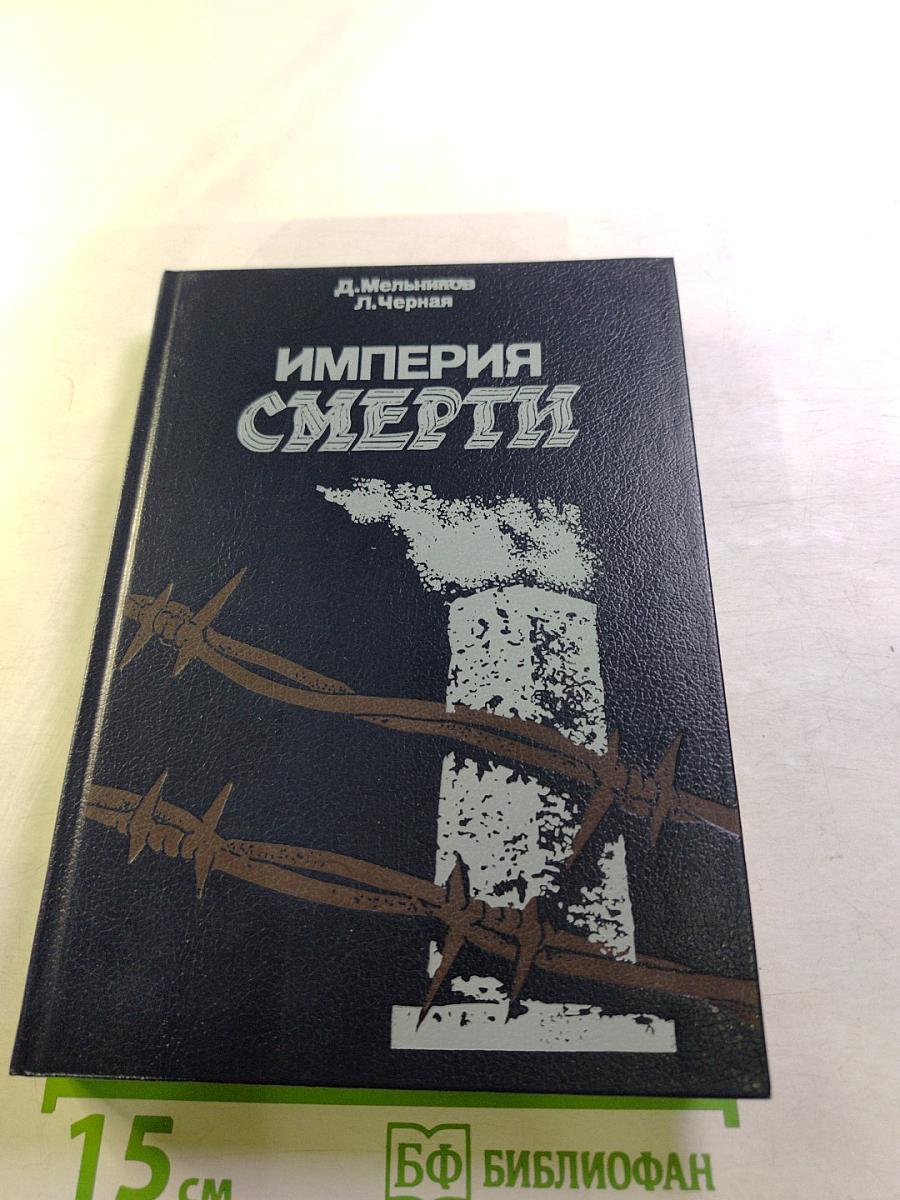 Д.Мельников
Л.Черная
ИМПЕРИЯ
СМЕРТИ
15 см
БФ БИБЛИОФАН